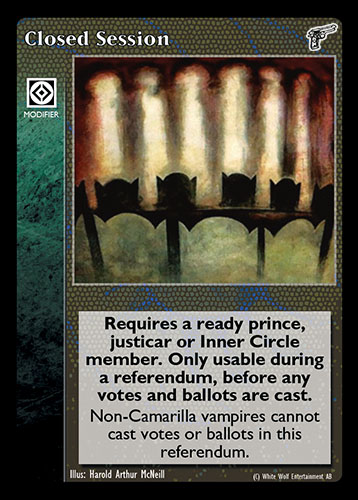 Closed Session
MODIFIER
Requires a ready prince,
justicar or Inner Circle
member. Only usable during
a referendum, before any
votes and ballots are cast.
Non-Camarilla vampires cannot
cast votes or ballots in this
referendum.
Illus: Harold Arthur McNeill
(C) White Wolf Entertainment AB